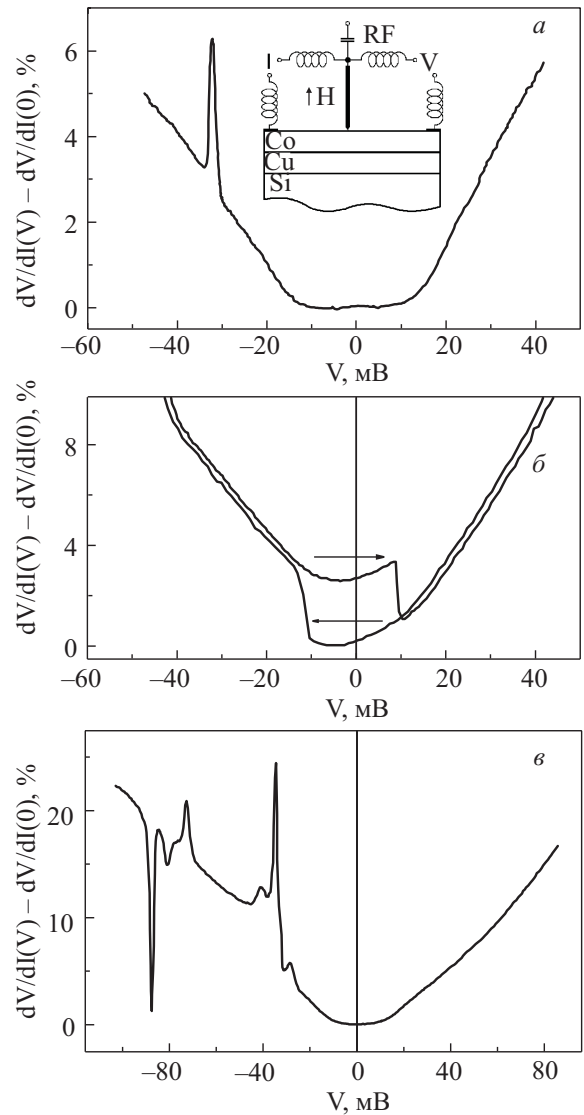 а
dV/dI(V) – dV/dI(0), %
6
4
2
0
RF
I
V
↑H
Co
Cu
Si
–60 –40 –20 0 20 40
V, мВ
б
dV/dI(V) – dV/dI(0), %
8
4
0
–60 –40 –20 0 20 40
V, мВ
в
dV/dI(V) – dV/dI(0), %
20
10
0
–80 –40 0 40 80
V, мВ